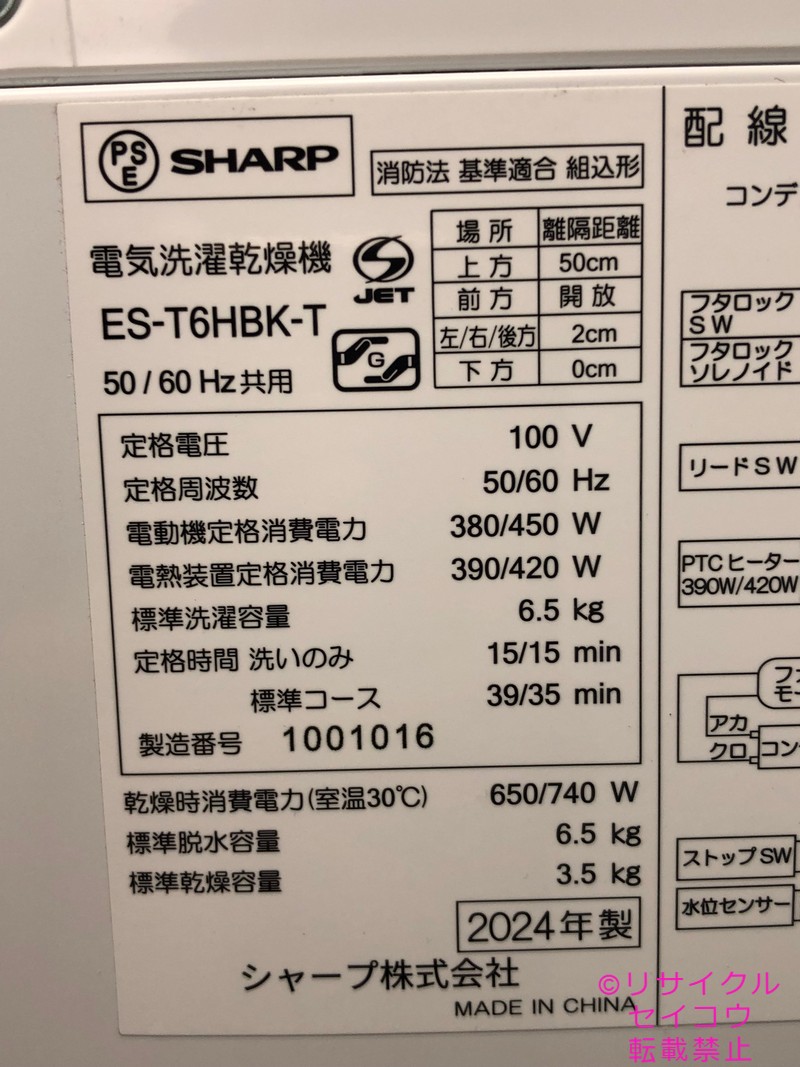 PSE SHARP
消防法 基準適合 組込形
電気洗濯乾燥機
JET
ES-T6HBK-T
G
50/60 Hz共用
場所 離隔距離
上方 50cm
前方 開放
左/右/後方 2cm
下方 0cm
定格電圧 100 V
定格周波数 50/60 Hz
電動機定格消費電力 380/450 W
電熱装置定格消費電力 390/420 W
標準洗濯容量 6.5 kg
定格時間 洗いのみ 15/15 min
標準コース 39/35 min
製造番号 1001016
乾燥時消費電力(室温30℃) 650/740 W
標準脱水容量 6.5 kg
標準乾燥容量 3.5 kg
2024年製
シャープ株式会社
MADE IN CHINA
配線
コンデ
フタロック
SW
フタロック
ソレノイド
リードSW
PTCヒーター
390W/420W
モー
アカ
クロ
コン
ストップSW
水位センサー
©リサイクル
セイコウ
転載禁止